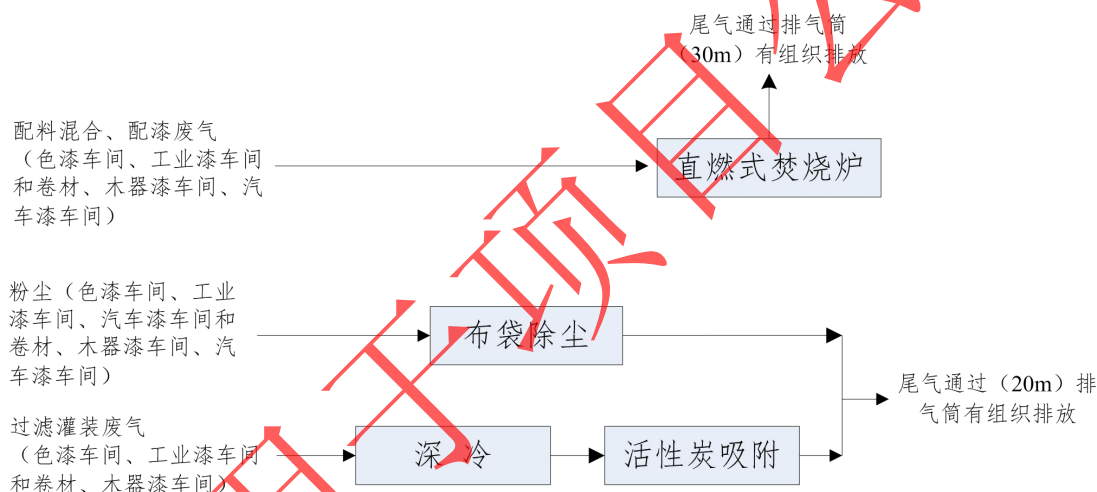 尾气通过排气筒
（30m）有组织排放
配料混合、配漆废气
（色漆车间、工业漆车间
和卷材、木器漆车间、汽
车漆车间）
直燃式焚烧炉
粉尘（色漆车间、工业
漆车间、汽车漆车间和
卷材、木器漆车间、汽
车漆车间）
布袋除尘
尾气通过（20m）排
气筒有组织排放
过滤灌装废气
（色漆车间、工业漆车间
和卷材、木器漆车间）
深 冷
活性炭吸附
于项目